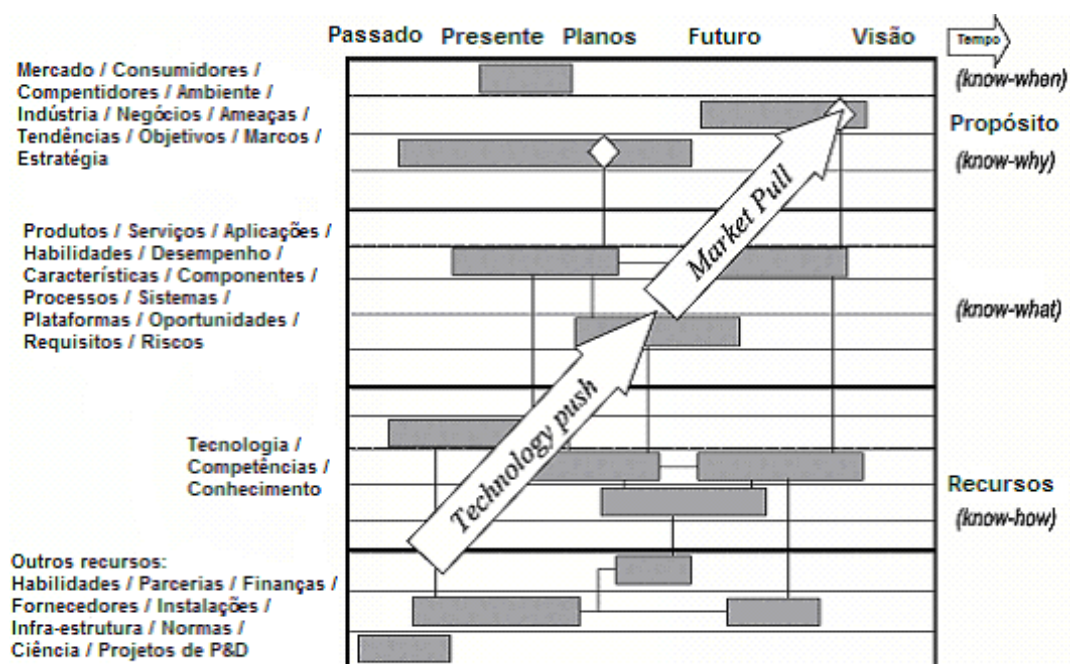 Passado Presente Planos Futuro Visão Tempo
Mercado / Consumidores /
Compentidores / Ambiente /
Indústria / Negócios / Ameaças /
Tendências / Objetivos / Marcos /
Estratégia
(know-when)
Propósito
(know-why)
Market Pull
Produtos / Serviços / Aplicações /
Habilidades / Desempenho /
Características / Componentes /
Processos / Sistemas /
Plataformas / Oportunidades /
Requisitos / Riscos
(know-what)
Technology push
Tecnologia /
Competências /
Conhecimento
Recursos
(know-how)
Outros recursos:
Habilidades / Parcerias / Finanças /
Fornecedores / Instalações /
Infra-estrutura / Normas /
Ciência / Projetos de P&D